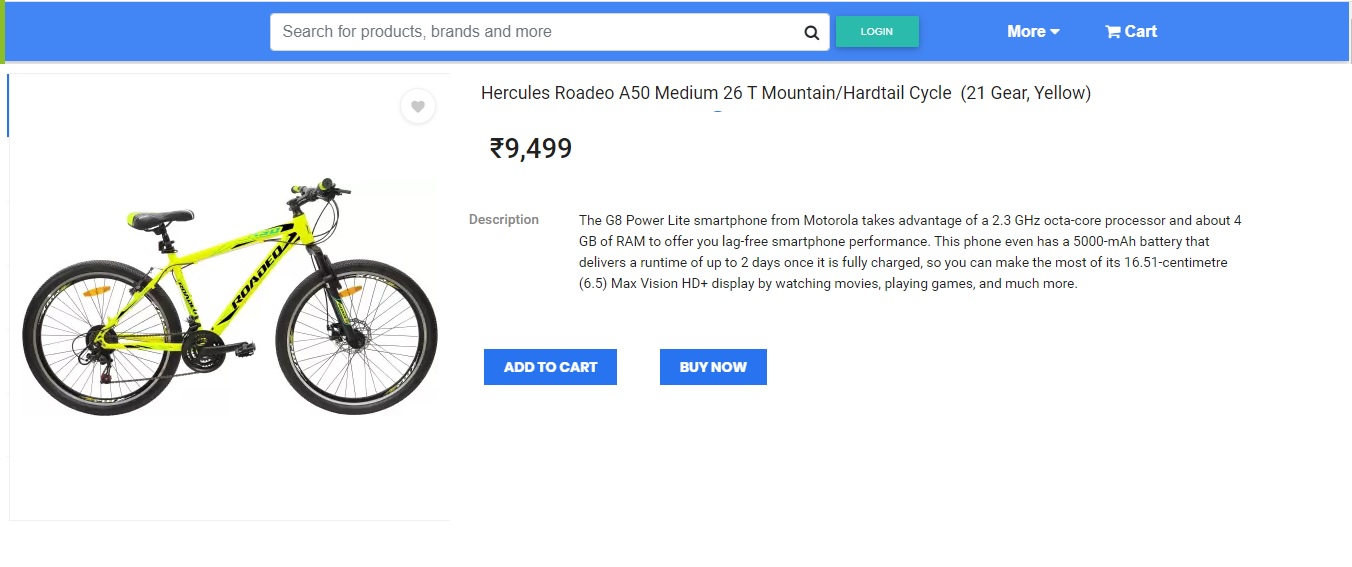 Search for products, brands and more
LOGIN
More
Cart
Hercules Roadeo A50 Medium 26 T Mountain/Hardtail Cycle (21 Gear, Yellow)
₹9,499
ROADEO
ROADEO
Description
The G8 Power Lite smartphone from Motorola takes advantage of a 2.3 GHz octa-core processor and about 4
GB of RAM to offer you lag-free smartphone performance. This phone even has a 5000-mAh battery that
delivers a runtime of up to 2 days once it is fully charged, so you can make the most of its 16.51-centimetre
(6.5) Max Vision HD+ display by watching movies, playing games, and much more.
ADD TO CART
BUY NOW